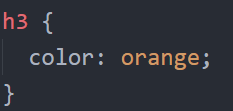 h3 {
  color: orange;
}